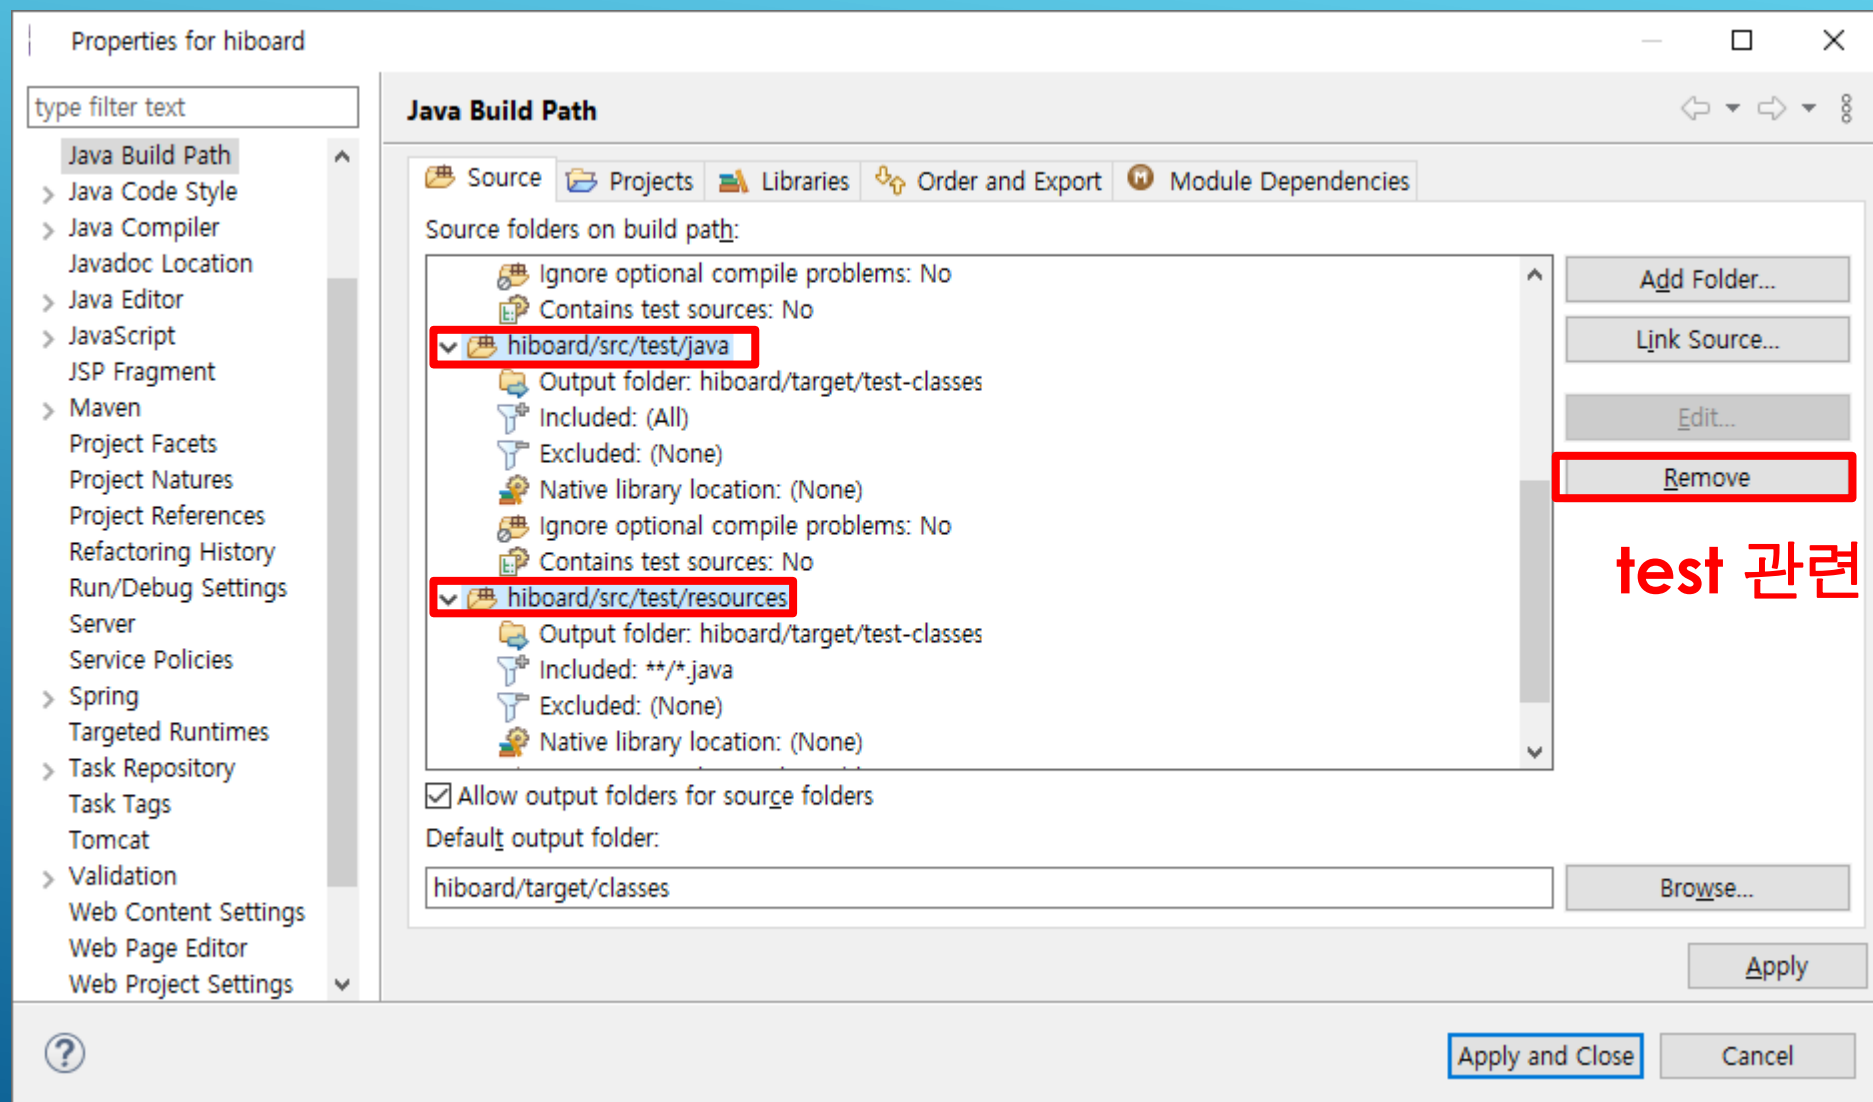 Properties for hiboard
type filter text
Java Build Path
Java Code Style
Java Compiler
Javadoc Location
Java Editor
JavaScript
JSP Fragment
Maven
Project Facets
Project Natures
Project References
Refactoring History
Run/Debug Settings
Server
Service Policies
Spring
Targeted Runtimes
Task Repository
Task Tags
Tomcat
Validation
Web Content Settings
Web Page Editor
Web Project Settings
Java Build Path
Source Projects Libraries Order and Export Module Dependencies
Source folders on build path:
Ignore optional compile problems: No
Contains test sources: No
hiboard/src/test/java
Output folder: hiboard/target/test-classes
Included: (All)
Excluded: (None)
Native library location: (None)
Ignore optional compile problems: No
Contains test sources: No
hiboard/src/test/resources
Output folder: hiboard/target/test-classes
Included: **/*.java
Excluded: (None)
Native library location: (None)
Add Folder...
Link Source...
Edit...
Remove
test 관련
Allow output folders for source folders
Default output folder:
hiboard/target/classes
Browse...
Apply
Apply and Close
Cancel